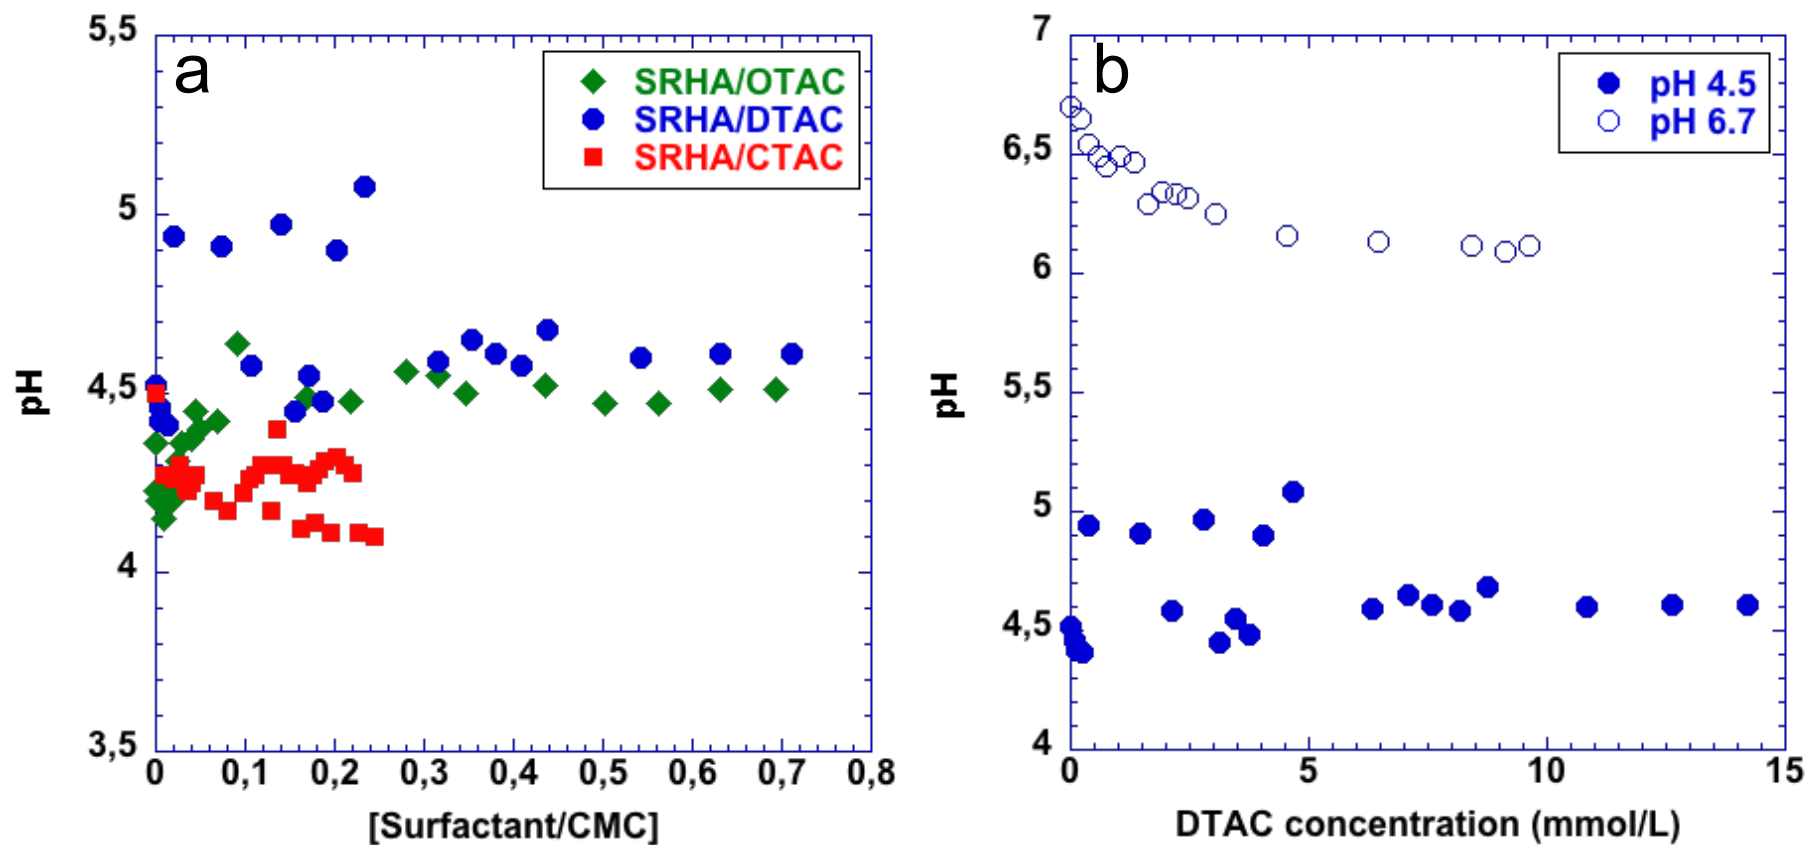 a
SRHA/OTAC
SRHA/DTAC
SRHA/CTAC
5,5
5
4,5
4
3,5
pH
0 0,1 0,2 0,3 0,4 0,5 0,6 0,7 0,8
[Surfactant/CMC]
b
pH 4.5
pH 6.7
7
6,5
6
5,5
5
4,5
4
pH
0 5 10 15
DTAC concentration (mmol/L)